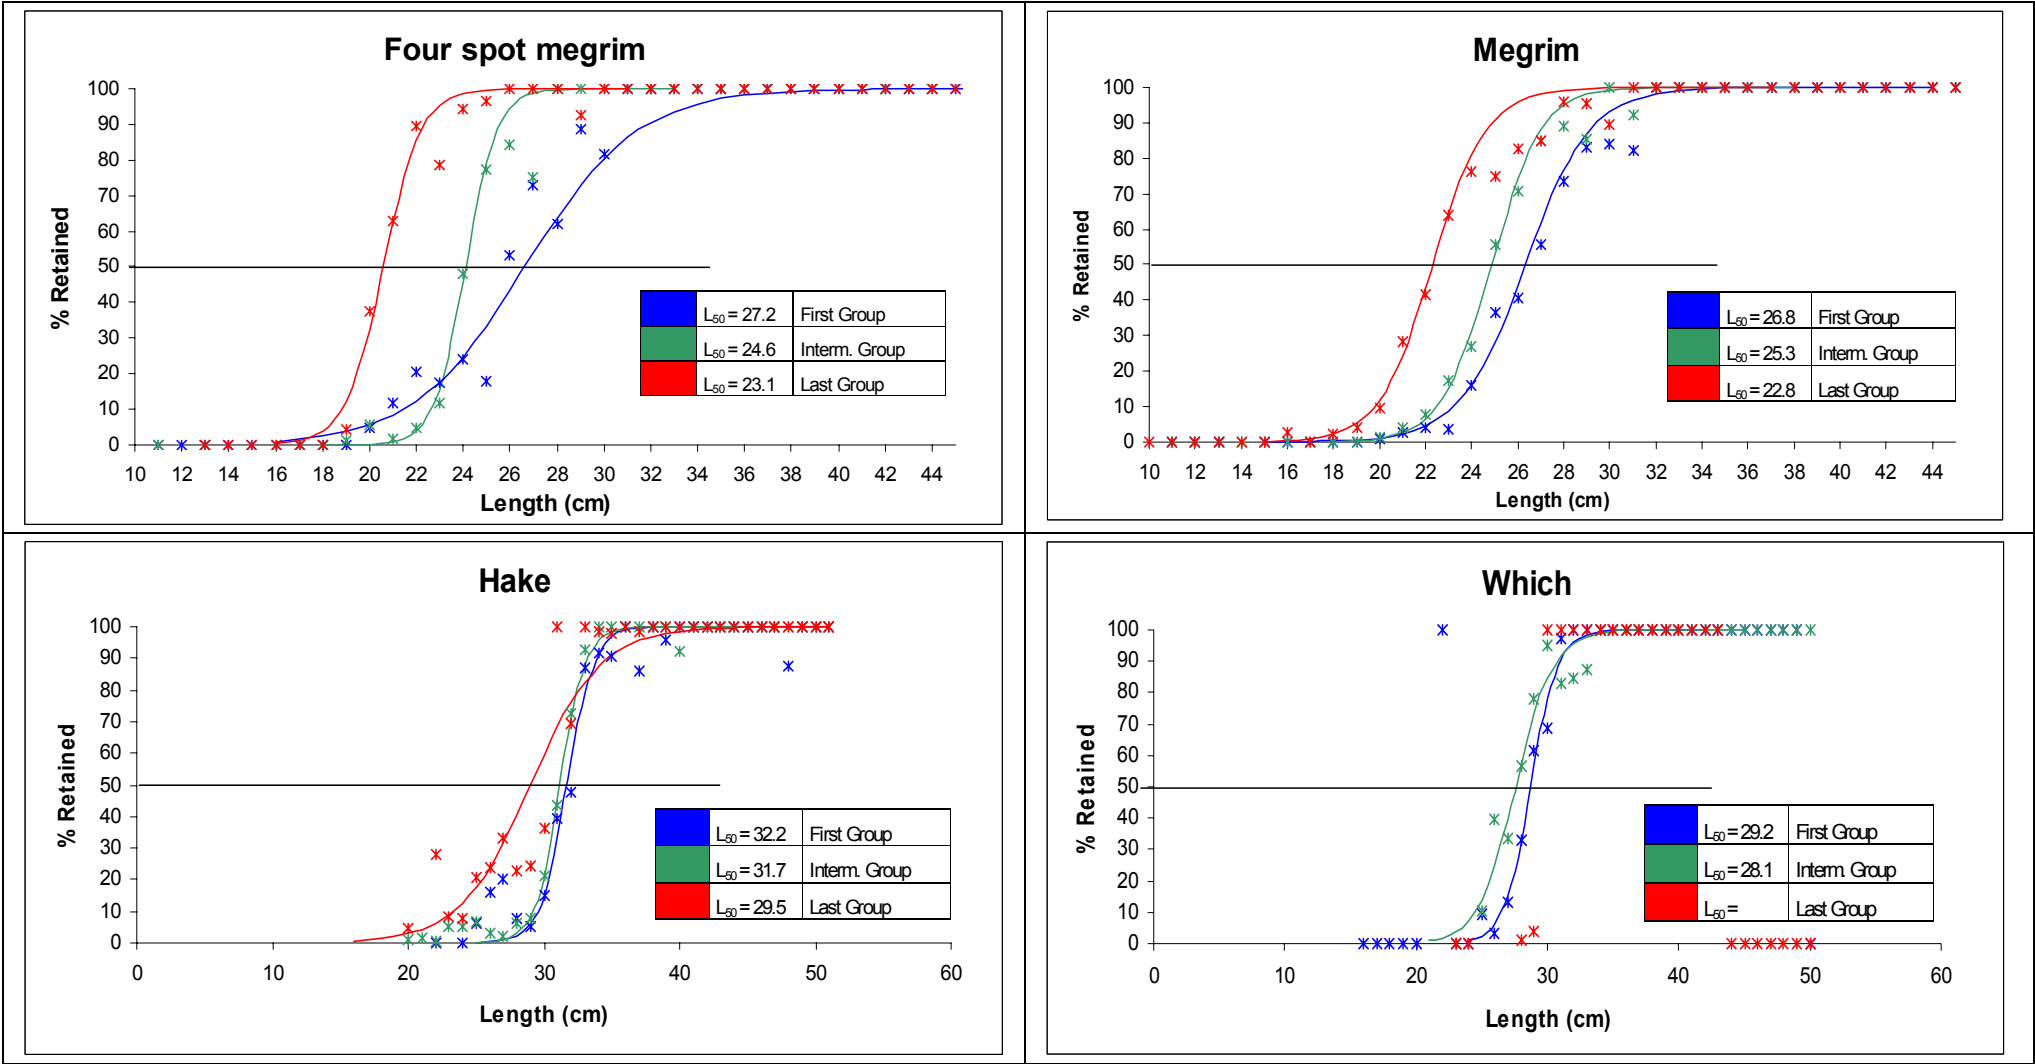 Four spot megrim
100
90
80
70
60
50
40
30
20
10
0
% Retained
L50 = 27.2 First Group
L50 = 24.6 Interm. Group
L50 = 23.1 Last Group
10 12 14 16 18 20 22 24 26 28 30 32 34 36 38 40 42 44
Length (cm)
Megrim
100
90
80
70
60
50
40
30
20
10
0
% Retained
L50 = 26.8 First Group
L50 = 25.3 Interm. Group
L50 = 22.8 Last Group
10 12 14 16 18 20 22 24 26 28 30 32 34 36 38 40 42 44
Length (cm)
Hake
100
90
80
70
60
50
40
30
20
10
0
% Retained
L50 = 32.2 First Group
L50 = 31.7 Interm. Group
L50 = 29.5 Last Group
0 10 20 30 40 50 60
Length (cm)
Which
100
90
80
70
60
50
40
30
20
10
0
% Retained
L50 = 29.2 First Group
L50 = 28.1 Interm. Group
L50 = Last Group
0 10 20 30 40 50 60
Length (cm)